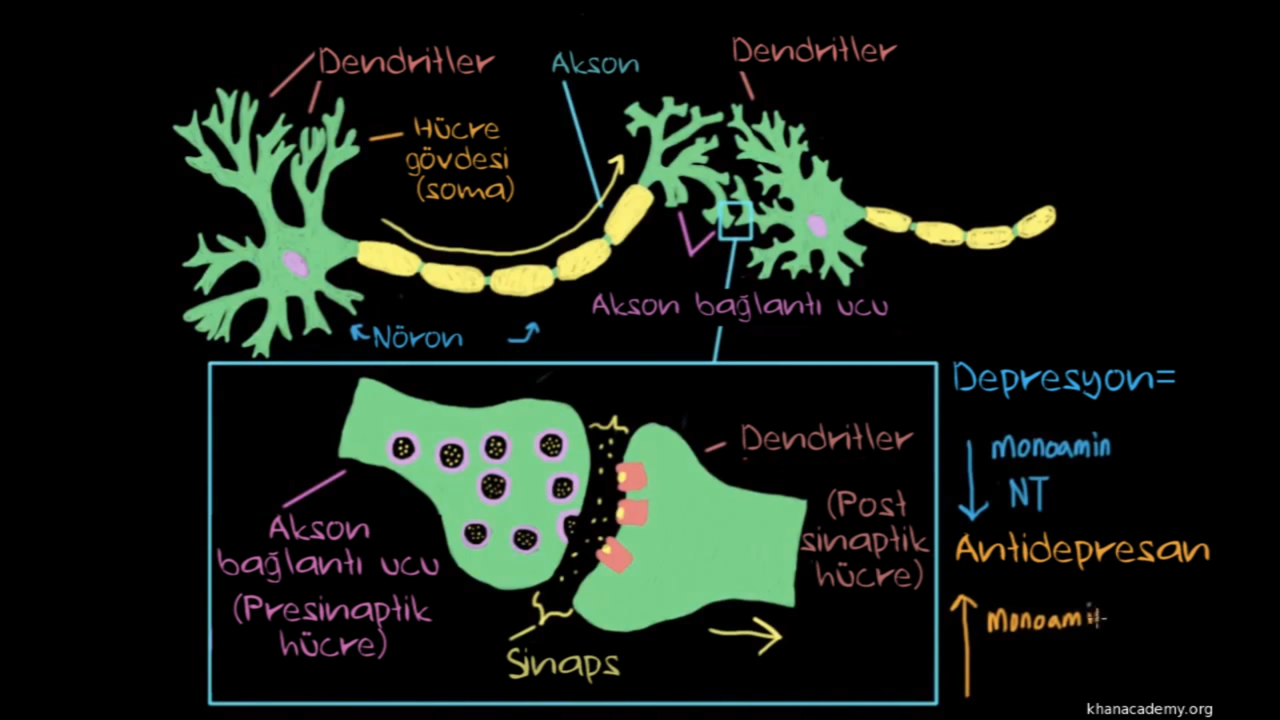 Dendritler
Akson
Dendritler
Hücre
gövdesi
(soma)
Akson bağlantı ucu
Nöron
Depresyon=
Monoamin
NT
Antidepresan
Dendritler
(Post
sinaptik
hücre)
Akson
bağlantı ucu
(Presinaptik
hücre)
Sinaps
khanacademy.org